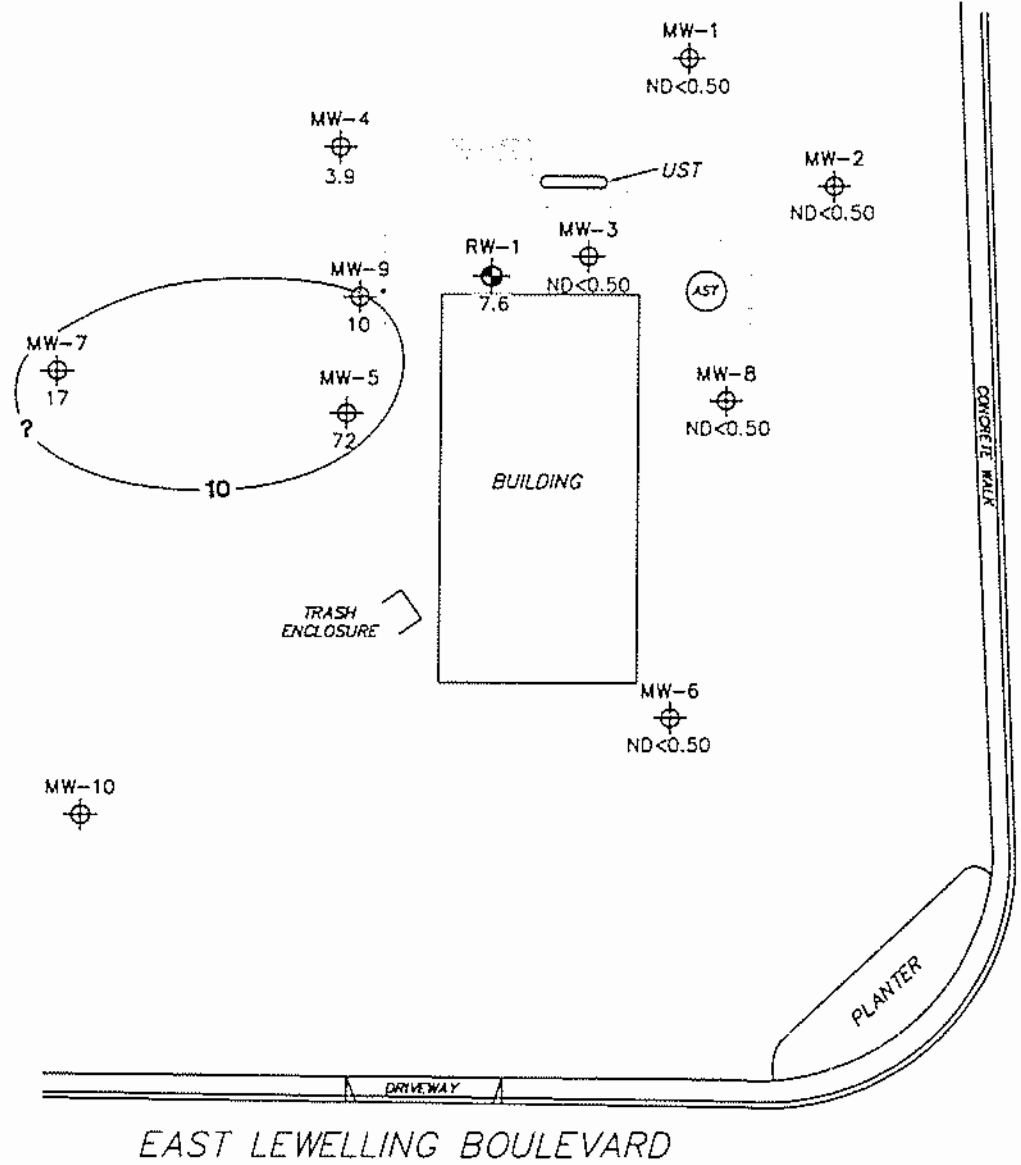 MW-1
ND<0.50
MW-4
3.9
UST
MW-2
ND<0.50
MW-3
ND<0.50
RW-1
7.6
AST
MW-9
10
MW-7
17
?
MW-5
72
10
MW-8
ND<0.50
BUILDING
CONCRETE WALK
TRASH
ENCLOSURE
MW-6
ND<0.50
MW-10
PLANTER
DRIVEWAY
EAST LEWELLING BOULEVARD